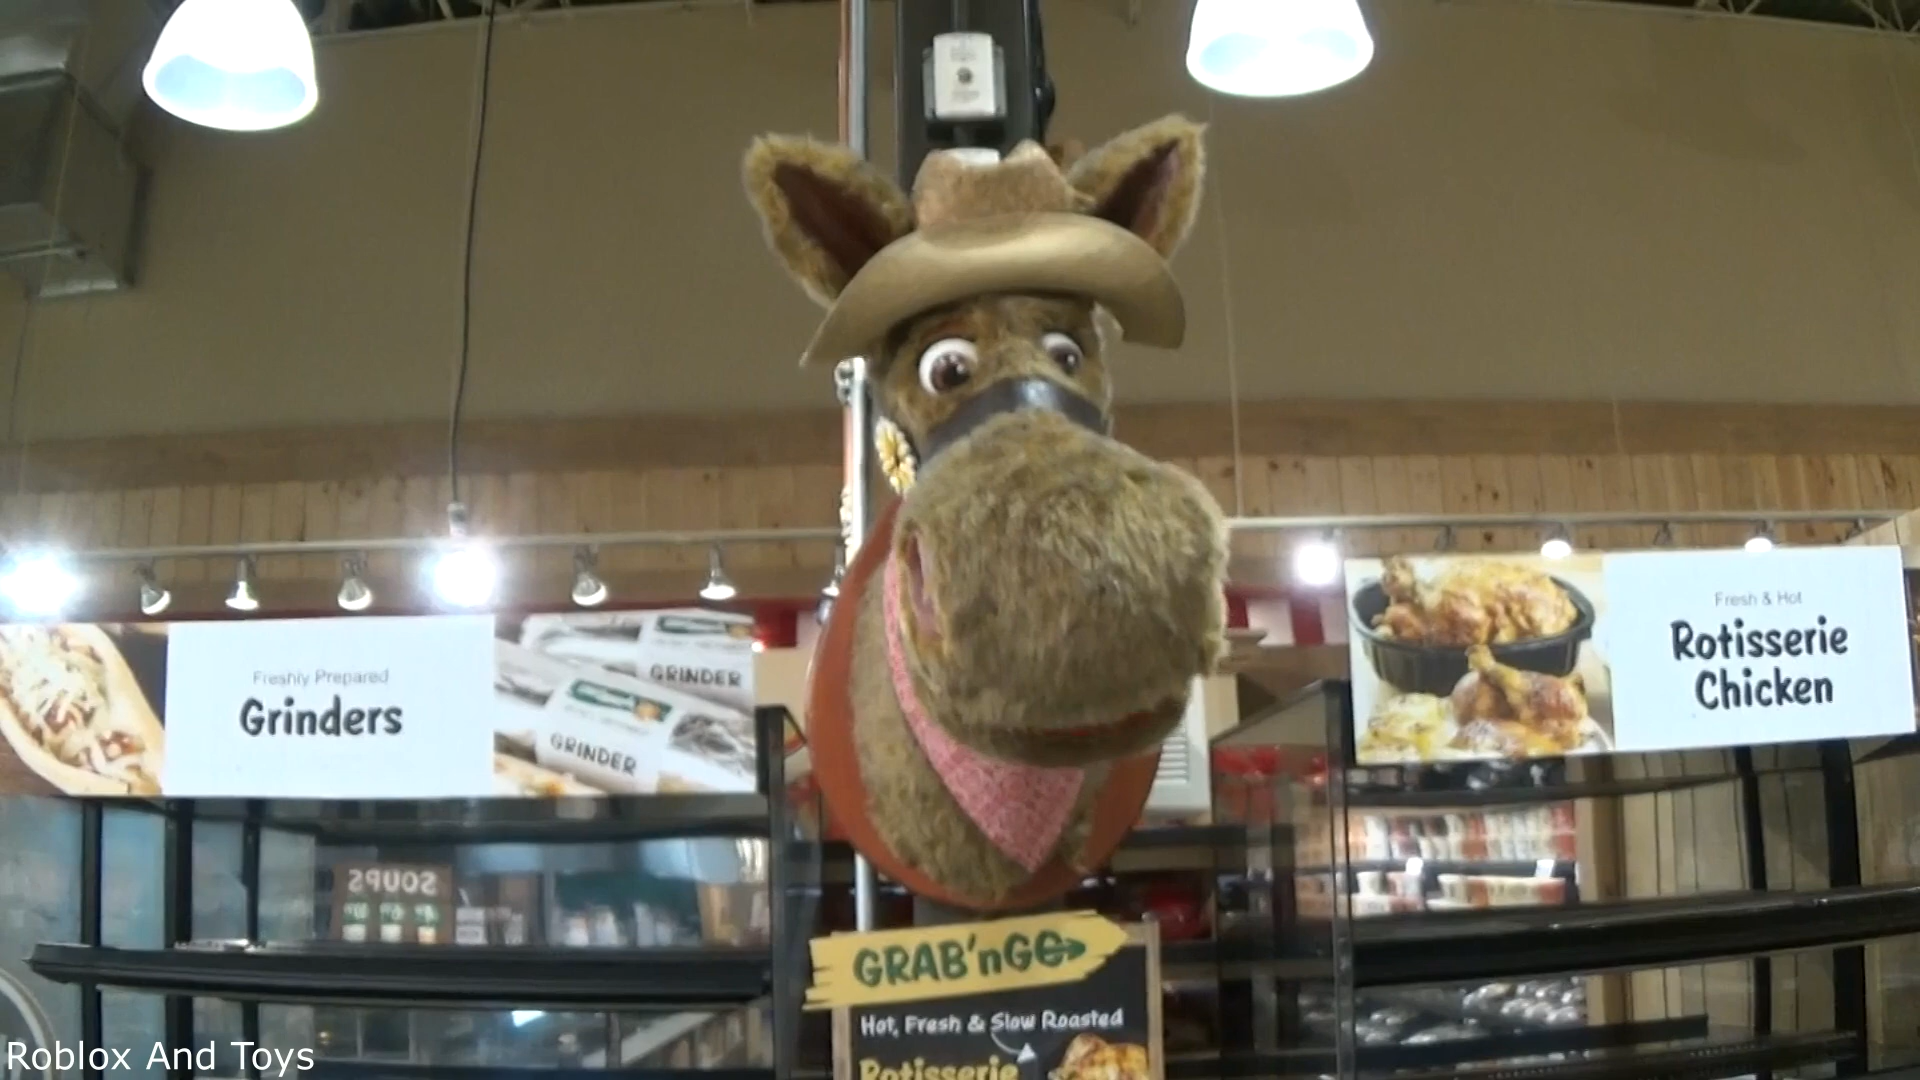 Freshly Prepared
Grinders
GRINDER
GRINDER
Fresh & Hot
Rotisserie
Chicken
SOUPS
GRAB'nGO
Hot, Fresh & Slow Roasted
Rotisserie
Roblox And Toys